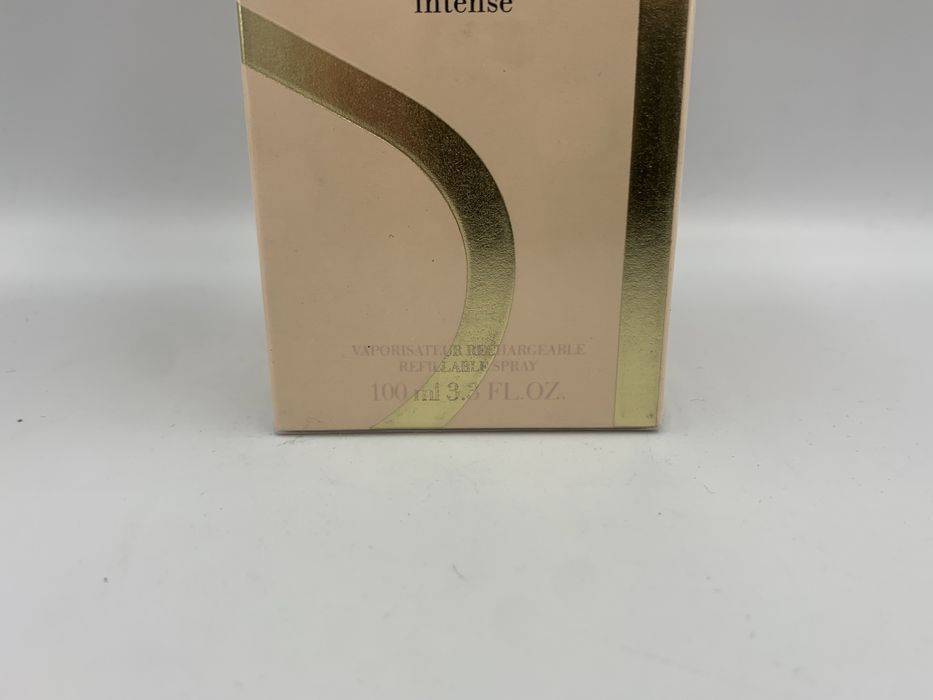 intense
VAPORISATEUR RECHARGEABLE
REFILLABLE SPRAY
100 ml 3.3 FL.OZ.